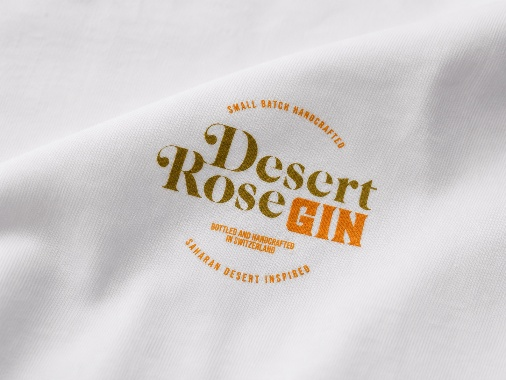 SMALL BATCH HANDCRAFTED
Desert
Rose GIN
BOTTLED AND HANDCRAFTED
IN SWITZERLAND
SAHARAN DESERT INSPIRED